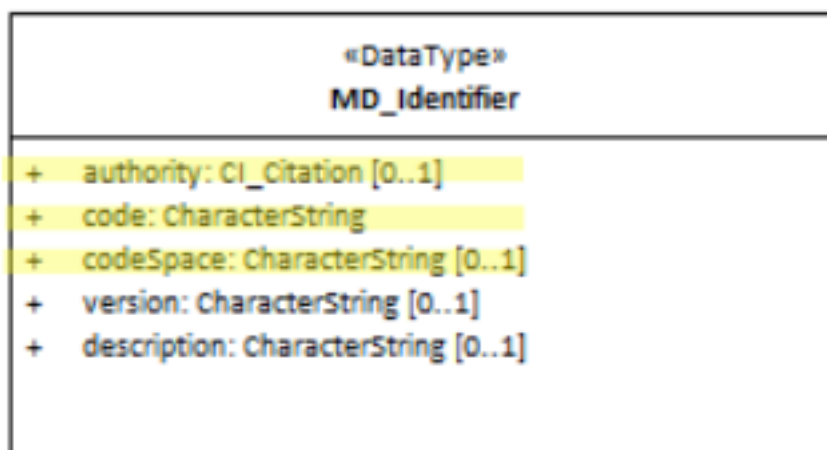 «DataType»
MD_Identifier
+ authority: CI_Citation [0..1]
+ code: CharacterString
+ codeSpace: CharacterString [0..1]
+ version: CharacterString [0..1]
+ description: CharacterString [0..1]